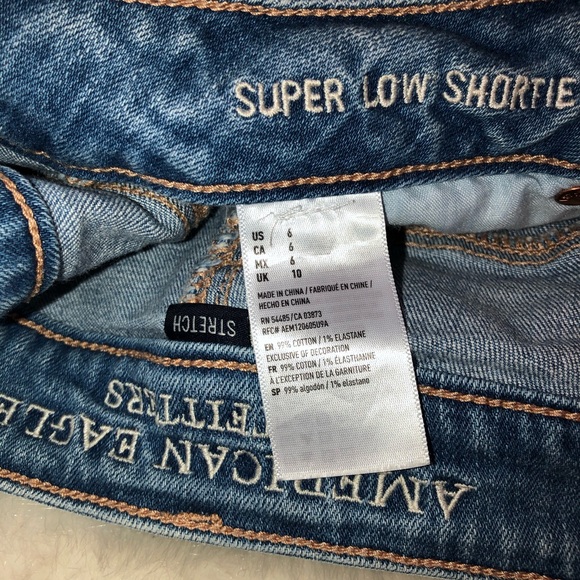 SUPER LOW SHORTIE
US 6
CA 6
MX 6
UK 10
MADE IN CHINA / FABRIQUÉ EN CHINE /
HECHO EN CHINA
RN 54485/CA 03873
RFC# AEM120605U9A
EN 99% COTTON / 1% ELASTANE
EXCLUSIVE OF DECORATION
FR 99% COTON / 1% ÉLASTHANNE
À L'EXCEPTION DE LA GARNITURE
SP 99% algodón / 1% elastano
STRETCH
AMERICAN EAGLE
OUTFITTERS